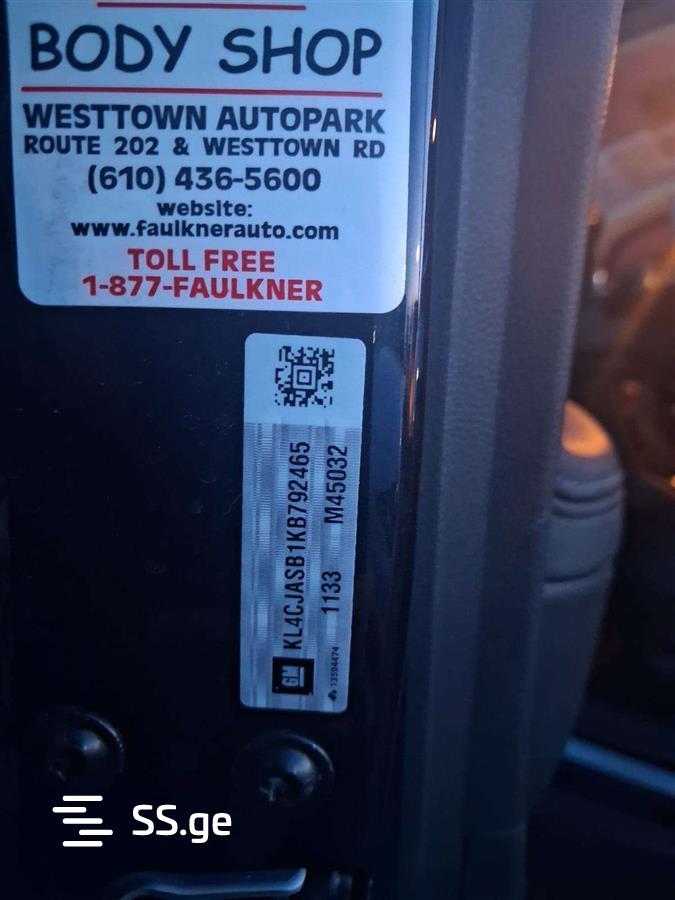 BODY SHOP
WESTTOWN AUTOPARK
ROUTE 202 & WESTTOWN RD
(610) 436-5600
website:
www.faulknerauto.com
TOLL FREE
1-877-FAULKNER
GM KL4CJASB1KB792465
13594474 1133 M45032
SS.ge